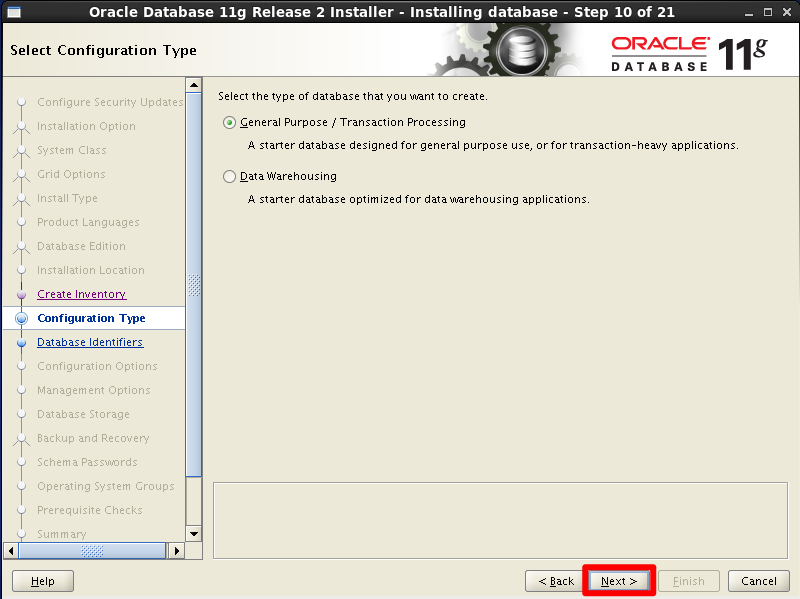 Oracle Database 11g Release 2 Installer - Installing database - Step 10 of 21
Select Configuration Type
ORACLE
DATABASE
11g
Configure Security Updates
Installation Option
System Class
Grid Options
Install Type
Product Languages
Database Edition
Installation Location
Create Inventory
Configuration Type
Database Identifiers
Configuration Options
Management Options
Database Storage
Backup and Recovery
Schema Passwords
Operating System Groups
Prerequisite Checks
Summary
Select the type of database that you want to create.
General Purpose / Transaction Processing
A starter database designed for general purpose use, or for transaction-heavy applications.
Data Warehousing
A starter database optimized for data warehousing applications.
Help
< Back
Next >
Finish
Cancel